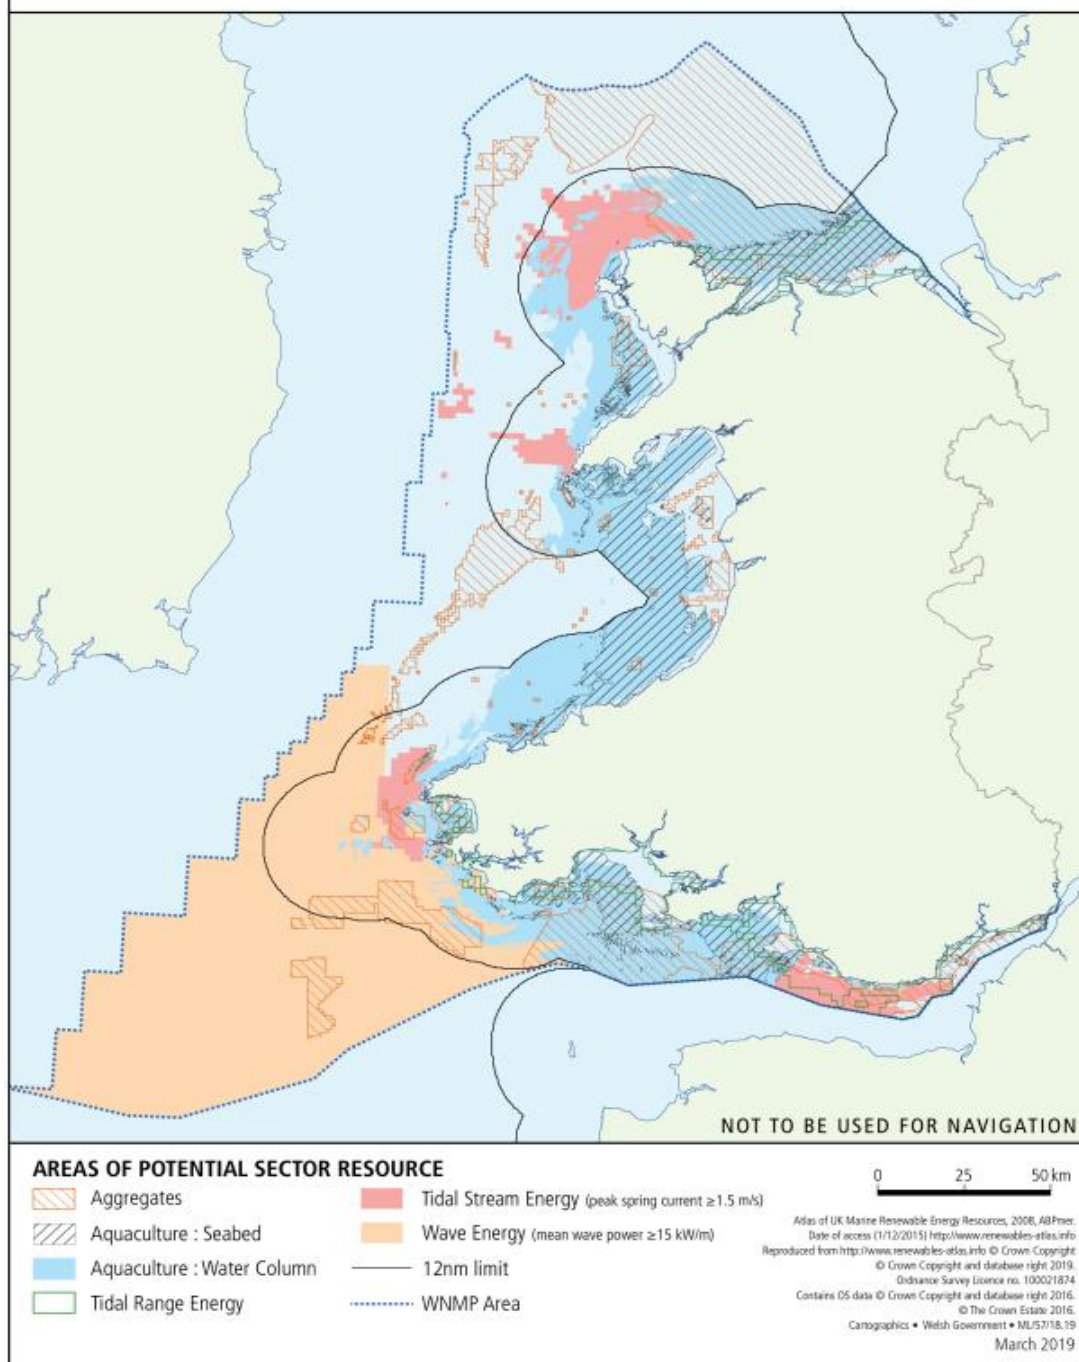 NOT TO BE USED FOR NAVIGATION
AREAS OF POTENTIAL SECTOR RESOURCE
Aggregates
Aquaculture : Seabed
Aquaculture : Water Column
Tidal Range Energy
Tidal Stream Energy (peak spring current ≥1.5 m/s)
Wave Energy (mean wave power ≥15 kW/m)
12nm limit
WNMP Area
0 25 50 km
Atlas of UK Marine Renewable Energy Resources, 2008, ABPmer.
Date of access (1/12/2015) http://www.renewables-atlas.info
Reproduced from http://www.renewables-atlas.info © Crown Copyright
© Crown Copyright and database right 2019.
Ordnance Survey Licence no. 100021874
Contains OS data © Crown Copyright and database right 2016.
© The Crown Estate 2016.
Cartographics • Welsh Government • ML/57/18.19
March 2019